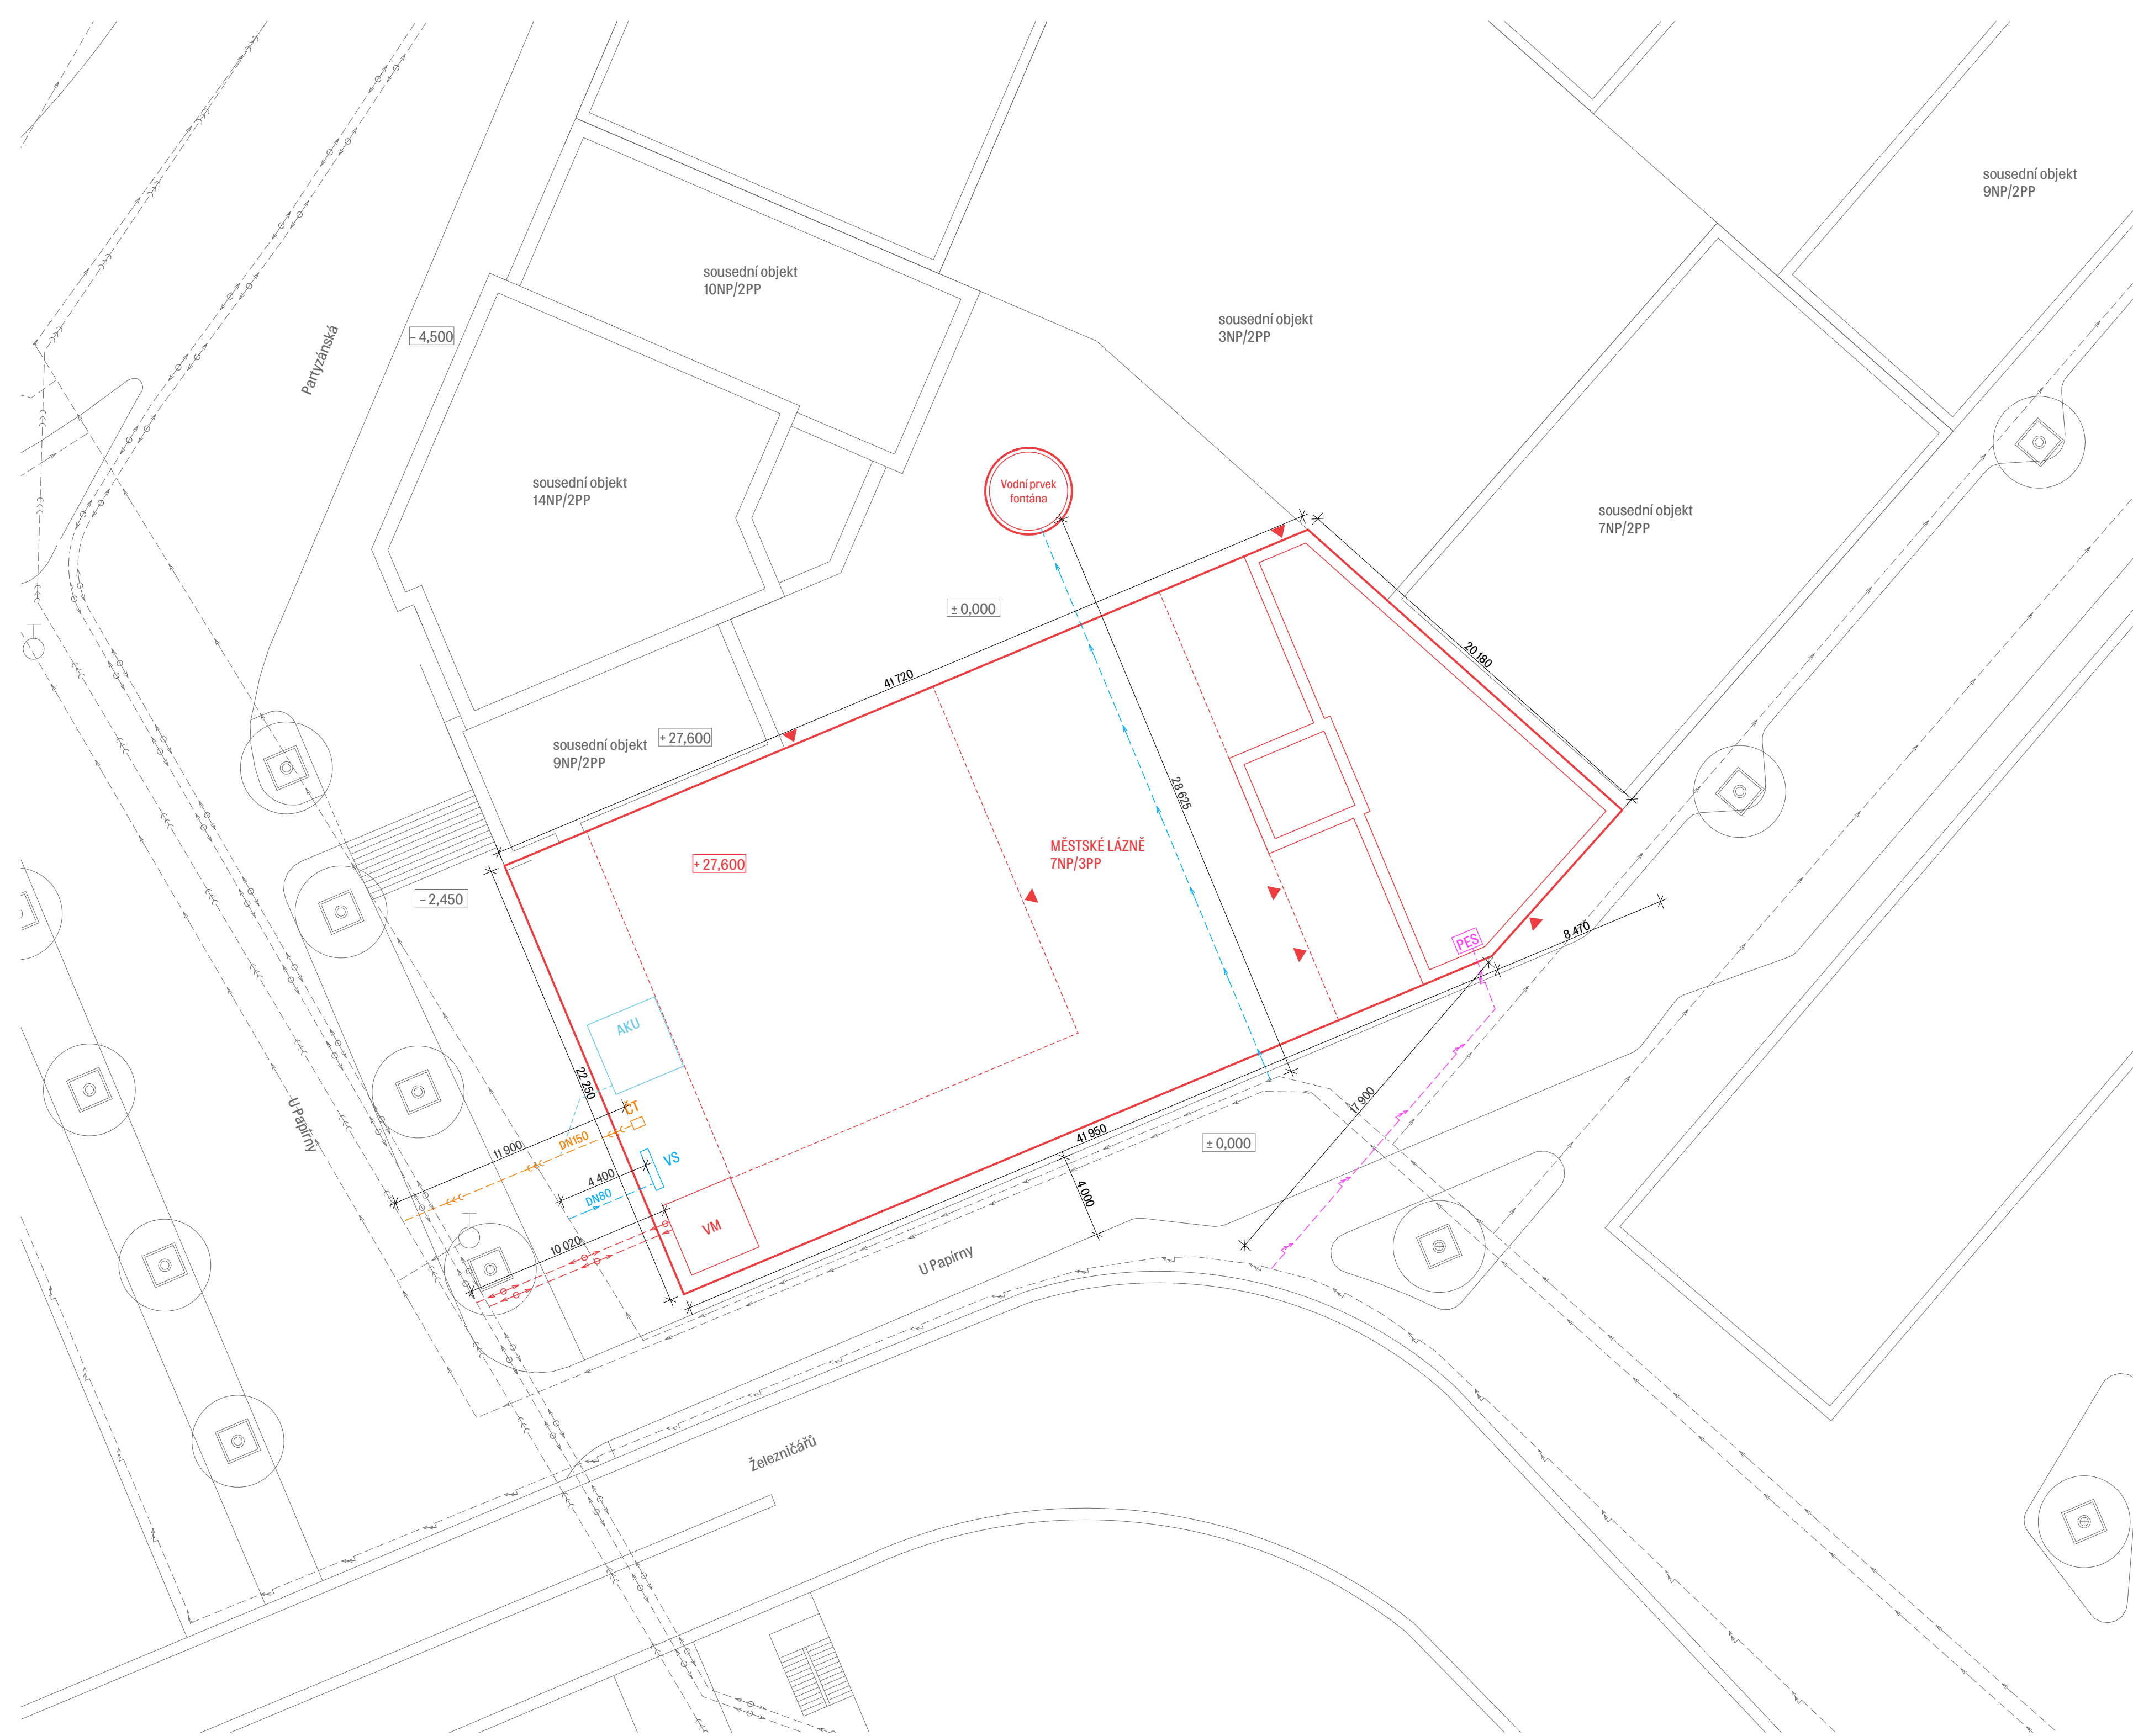 sousední objekt
9NP/2PP
sousední objekt
10NP/2PP
sousední objekt
3NP/2PP
– 4,500
Partyzánská
sousední objekt
14NP/2PP
Vodní prvek
fontána
sousední objekt
7NP/2PP
± 0,000
20 180
41 720
sousední objekt
9NP/2PP
+ 27,600
28 625
MĚSTSKÉ LÁZNĚ
7NP/3PP
+ 27,600
– 2,450
8 470
PES
AKU
22 250
ČT
U Papírny
17 900
DN150
11 900
41 950
± 0,000
VS
4 400
DN80
4 000
VM
10 020
U Papírny
Železničářů